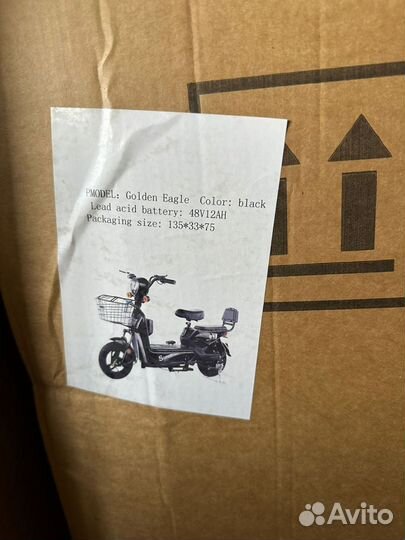 PMODEL: Golden Eagle Color: black
Lead acid battery: 48V12AH
Packaging size: 135*33*75
Avito